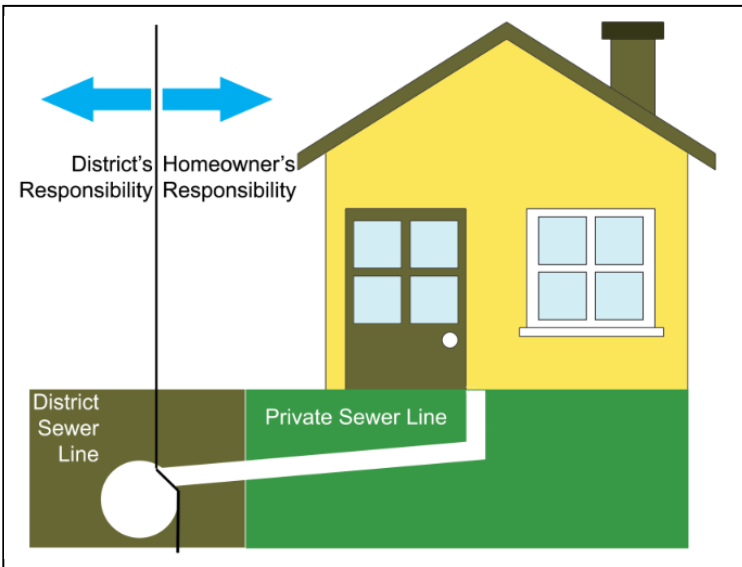 District's
Responsibility
Homeowner's
Responsibility
District
Sewer
Line
Private Sewer Line